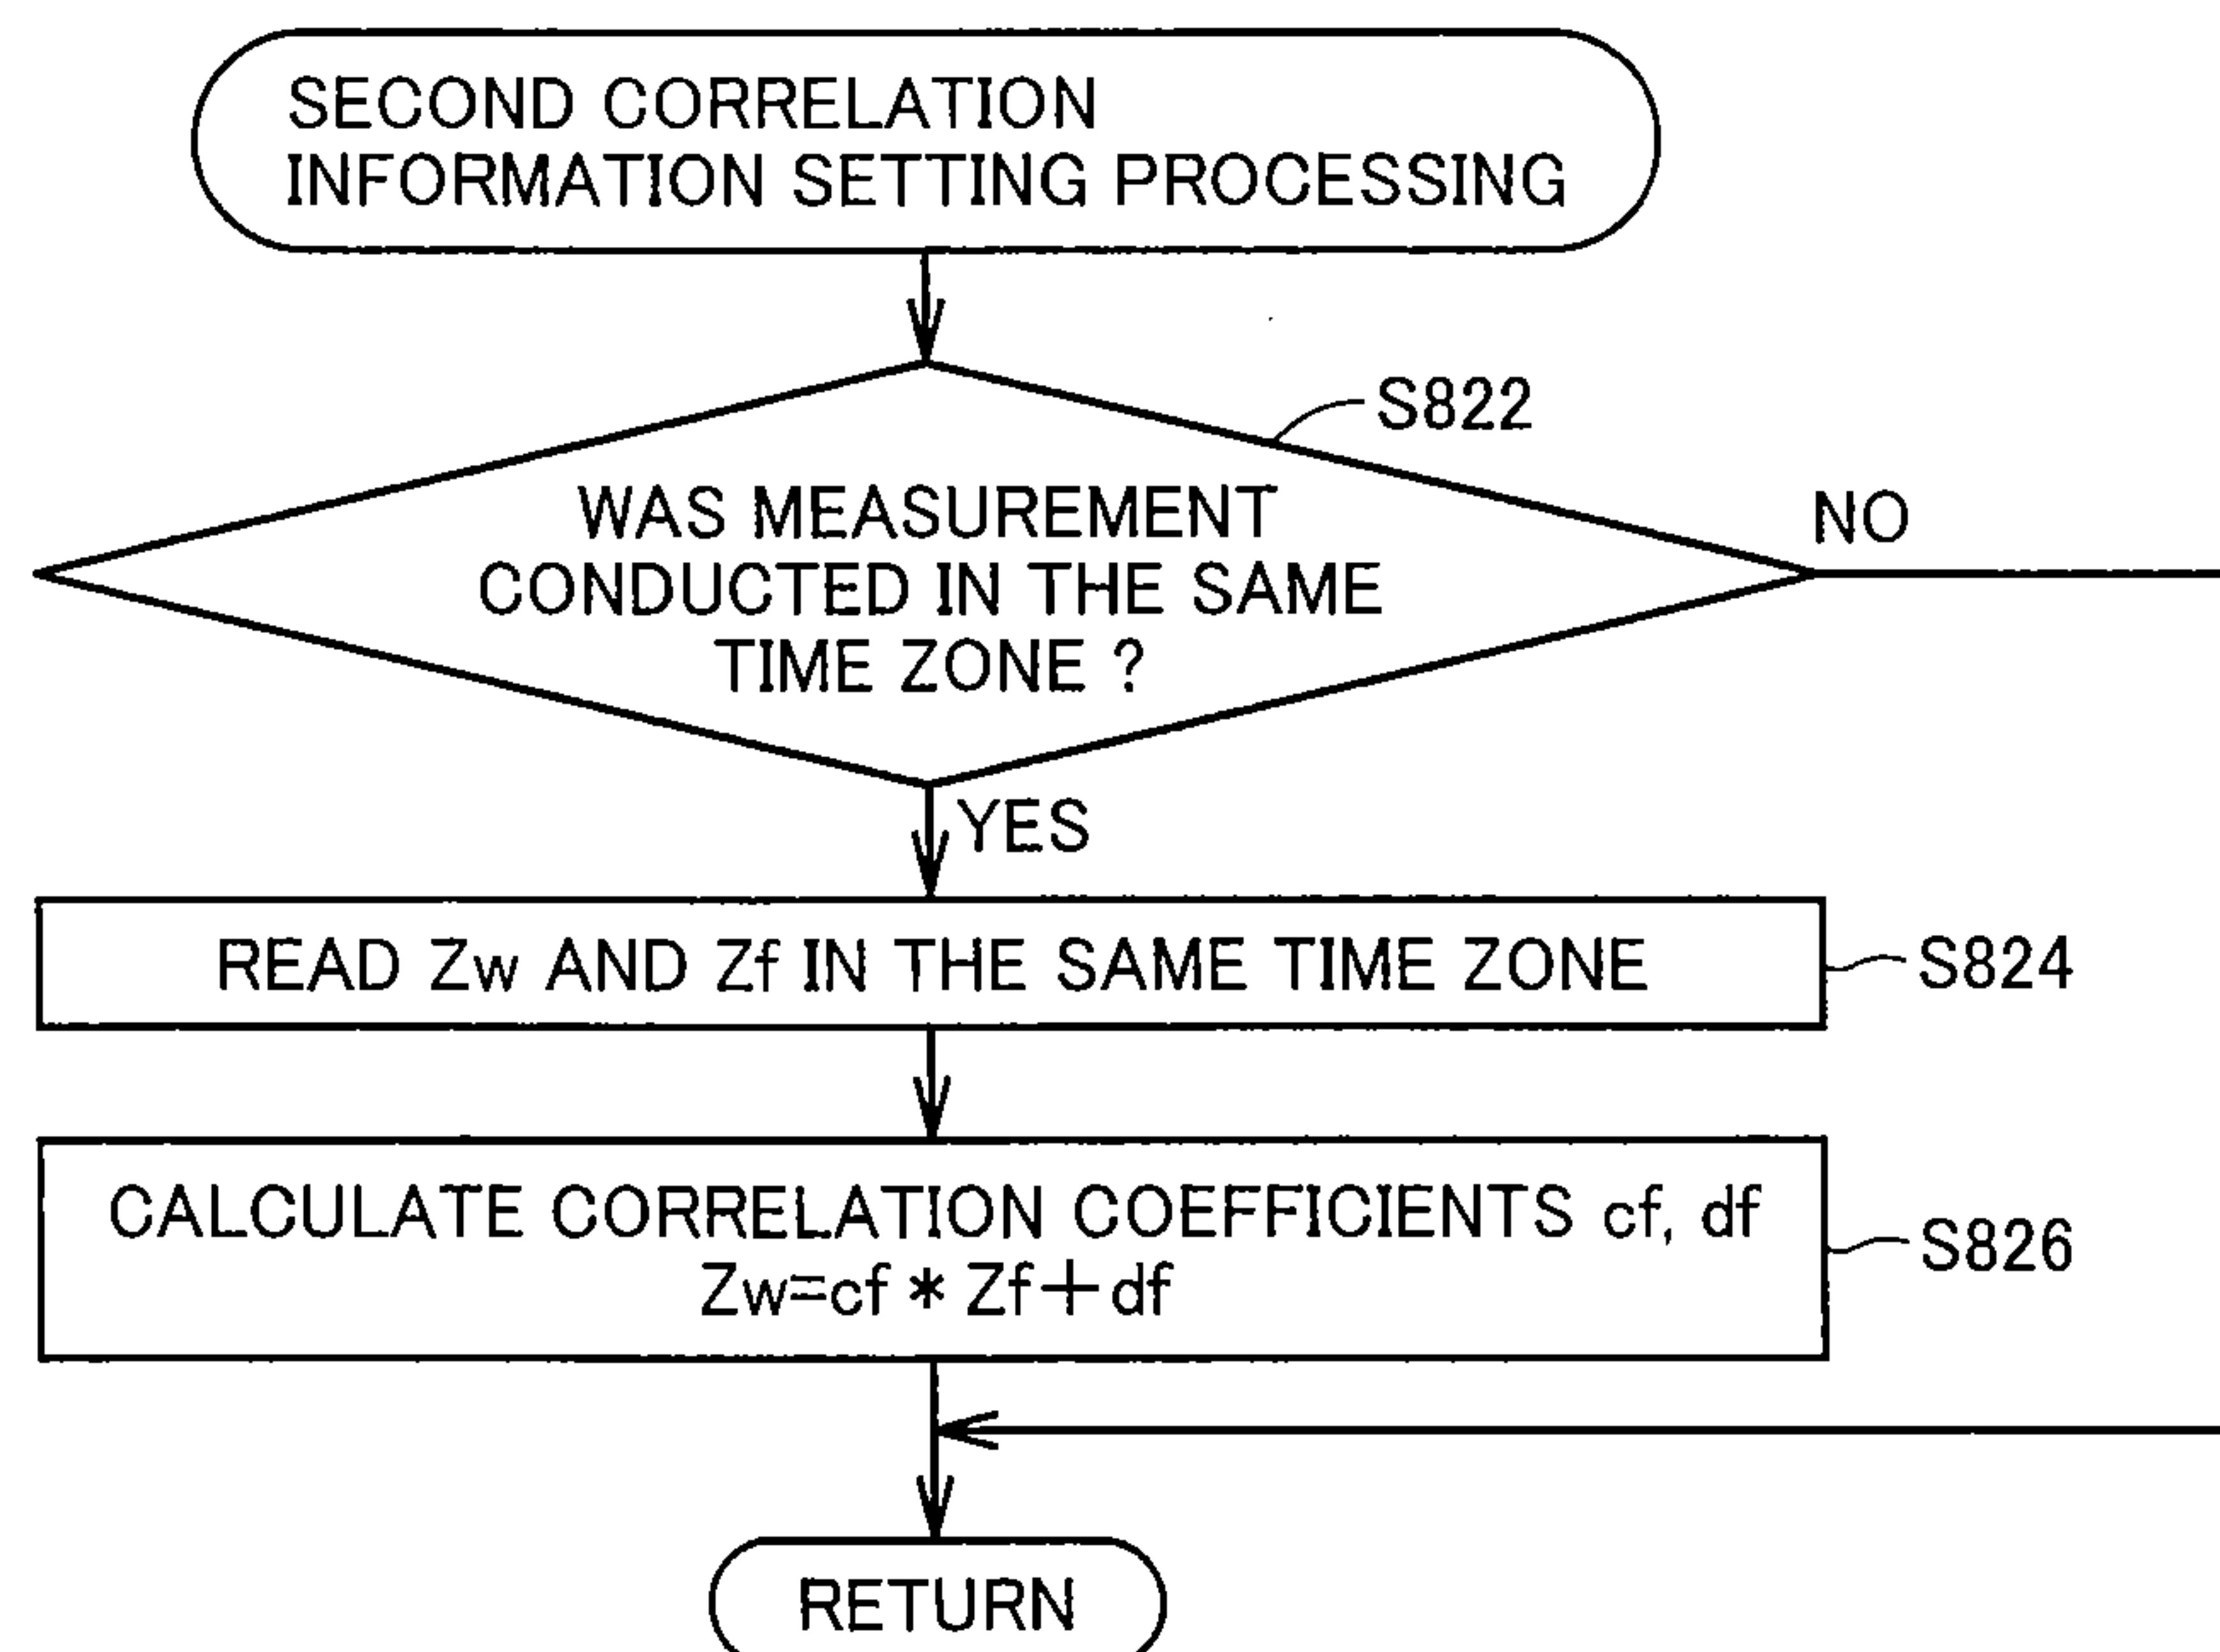 SECOND CORRELATION
INFORMATION SETTING PROCESSING
S822
WAS MEASUREMENT
CONDUCTED IN THE SAME
TIME ZONE ?
NO
YES
READ Zw AND Zf IN THE SAME TIME ZONE
S824
CALCULATE CORRELATION COEFFICIENTS cf, df
Zw=cf * Zf+df
S826
RETURN